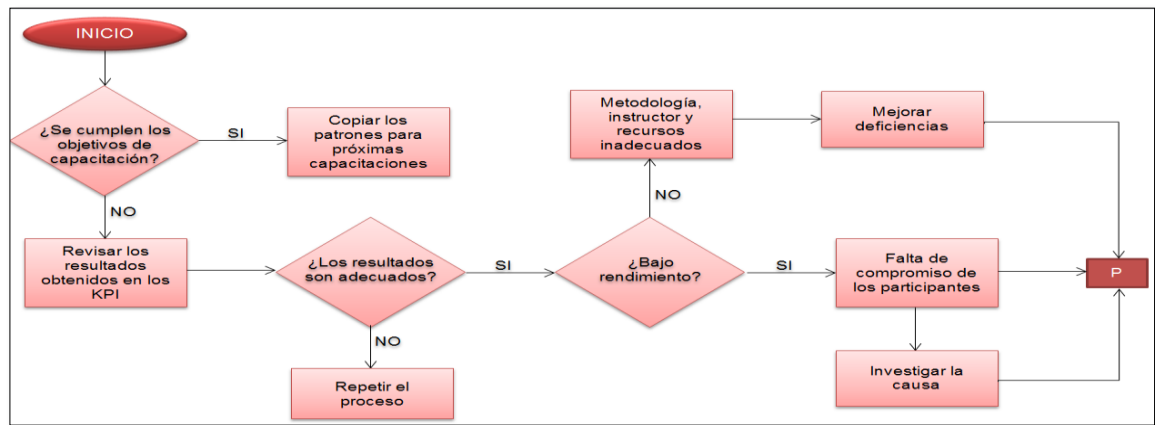 INICIO
¿Se cumplen los
objetivos de
capacitación?
SI
Copiar los
patrones para
próximas
capacitaciones
NO
Revisar los
resultados
obtenidos en los
KPI
¿Los resultados
son adecuados?
NO
Repetir el
proceso
SI
¿Bajo
rendimiento?
NO
Metodología,
instructor y
recursos
inadecuados
Mejorar
deficiencias
SI
Falta de
compromiso de
los participantes
Investigar la
causa
P